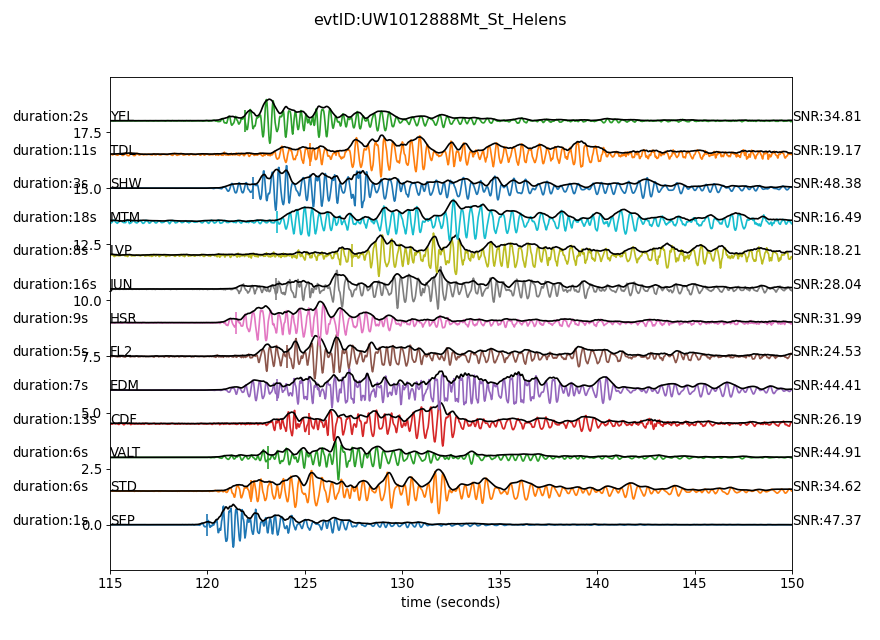 evtID:UW1012888Mt_St_Helens
duration:2s YEL SNR:34.81
17.5
duration:11s TDL SNR:19.17
duration:3s SHW SNR:48.38
15.0
duration:18s MTM SNR:16.49
12.5
duration:8s LVP SNR:18.21
duration:16s JUN SNR:28.04
10.0
duration:9s HSR SNR:31.99
duration:5s FL2 SNR:24.53
7.5
duration:7s EDM SNR:44.41
5.0
duration:13s CDF SNR:26.19
duration:6s VALT SNR:44.91
2.5
duration:6s STD SNR:34.62
duration:1s SEP SNR:47.37
0.0
115 120 125 130 135 140 145 150
time (seconds)